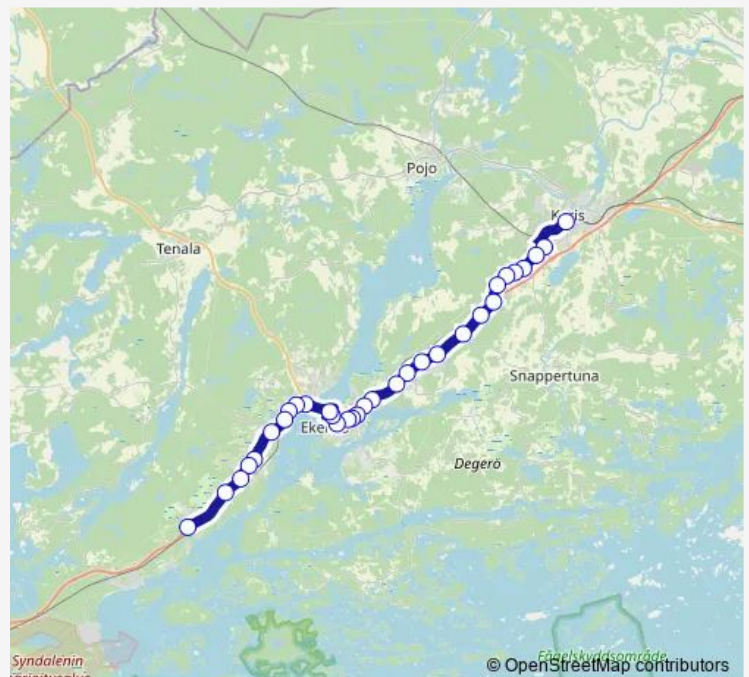 Pojo
Tenala
Snappertuna
Degerö
Syndalenin
Fågelskyddsområde
© OpenStreetMap contributors